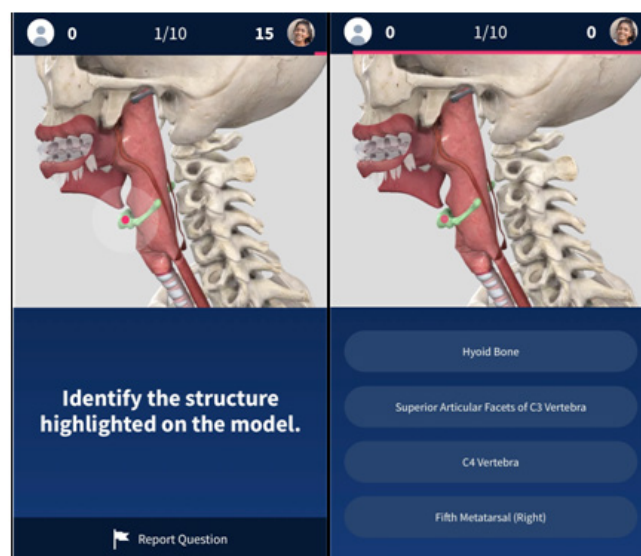 0 1/10 15
Identify the structure
highlighted on the model.
Report Question
0 1/10 0
Hyoid Bone
Superior Articular Facets of C3 Vertebra
C4 Vertebra
Fifth Metatarsal (Right)